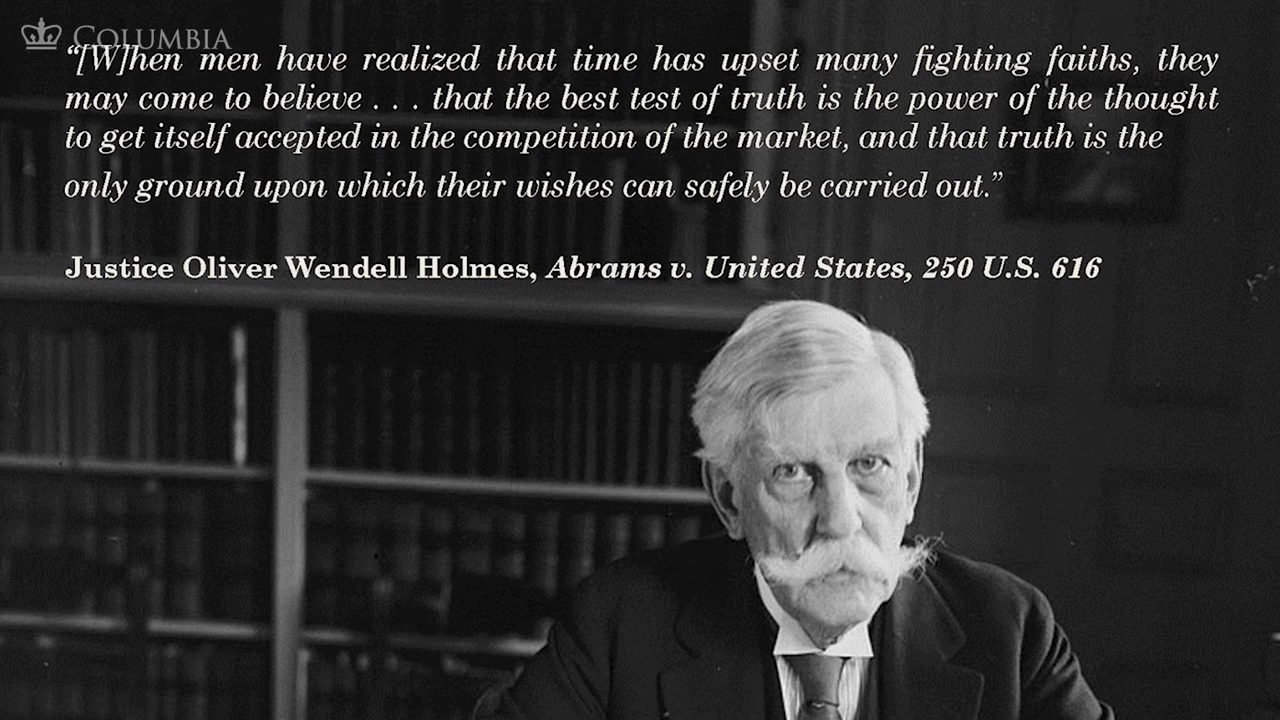 COLUMBIA
“[W]hen men have realized that time has upset many fighting faiths, they
may come to believe . . . that the best test of truth is the power of the thought
to get itself accepted in the competition of the market, and that truth is the
only ground upon which their wishes can safely be carried out.”
Justice Oliver Wendell Holmes, Abrams v. United States, 250 U.S. 616